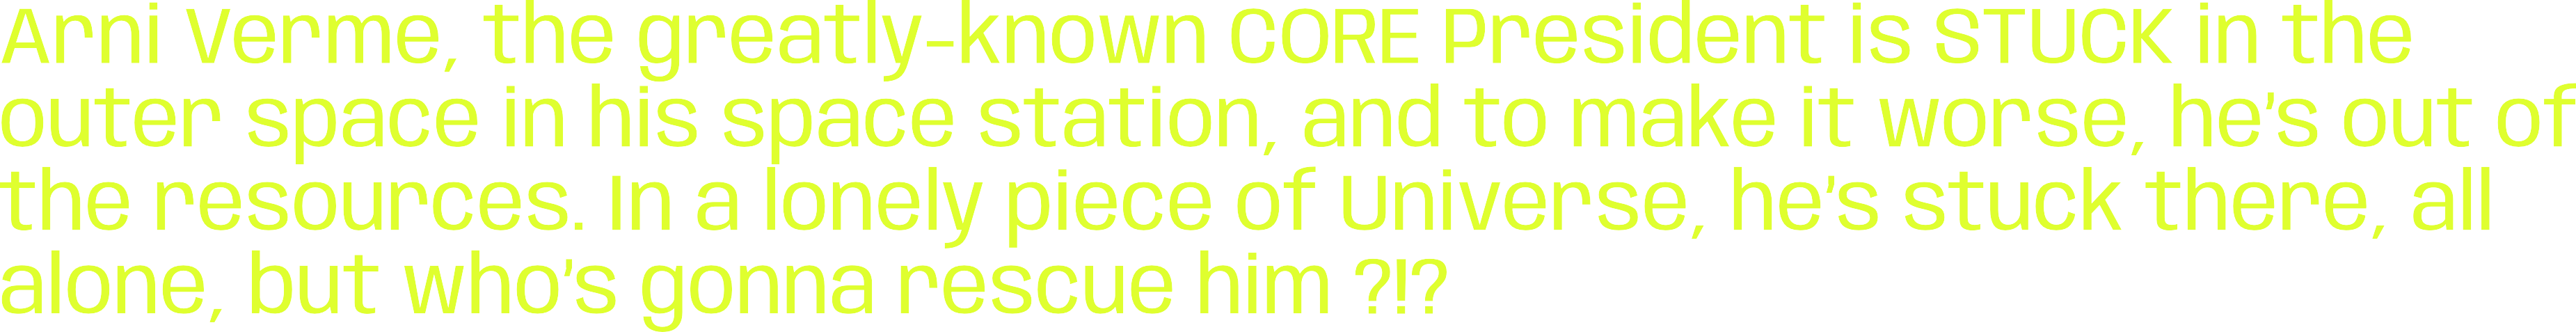 Arni Verme, the greatly-known CORE President is STUCK in the
outer space in his space station, and to make it worse, he's out of
the resources. In a lonely piece of Universe, he's stuck there, all
alone, but who's gonna rescue him ?!?